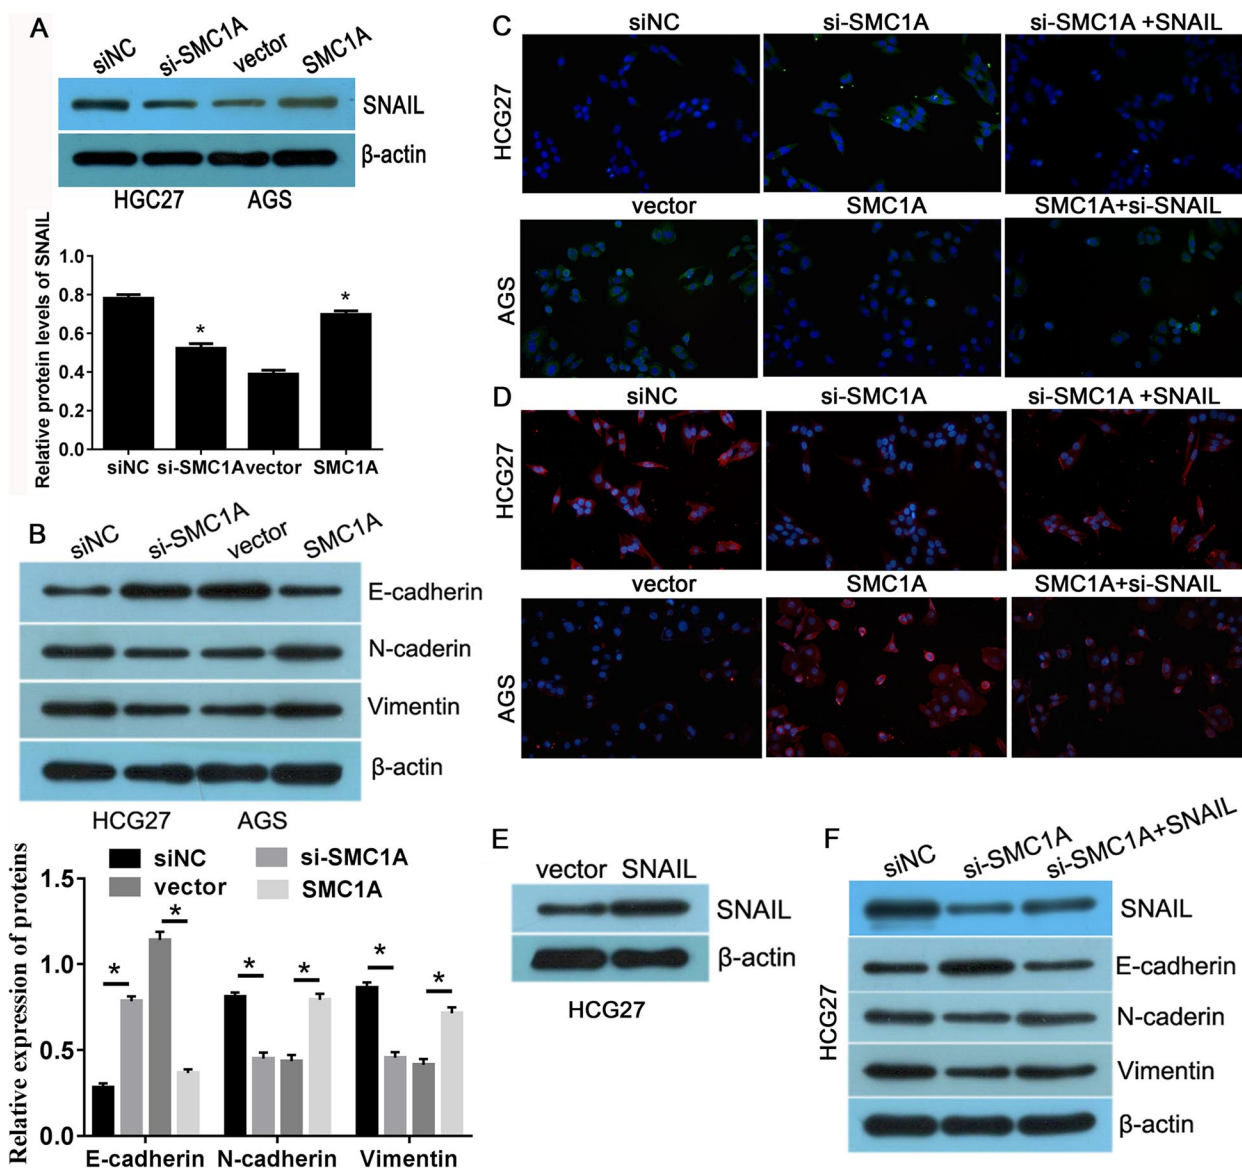 A
siNC si-SMC1A vector SMC1A
SNAIL
β-actin
HGC27 AGS
Relative protein levels of SNAIL
1.0
0.8
0.6
0.4
0.2
0.0
* *
siNC si-SMC1A vector SMC1A
B
siNC si-SMC1A vector SMC1A
E-cadherin
N-caderin
Vimentin
β-actin
HCG27 AGS
siNC si-SMC1A
vector SMC1A
Relative expression of proteins
1.5
1.0
0.5
0.0
* * * * * *
E-cadherin N-cadherin Vimentin
C
siNC si-SMC1A si-SMC1A +SNAIL
HCG27
vector SMC1A SMC1A+si-SNAIL
AGS
D
siNC si-SMC1A si-SMC1A +SNAIL
HCG27
vector SMC1A SMC1A+si-SNAIL
AGS
E
vector SNAIL
SNAIL
β-actin
HCG27
F
siNC si-SMC1A si-SMC1A+SNAIL
SNAIL
E-cadherin
N-caderin
Vimentin
β-actin
HCG27